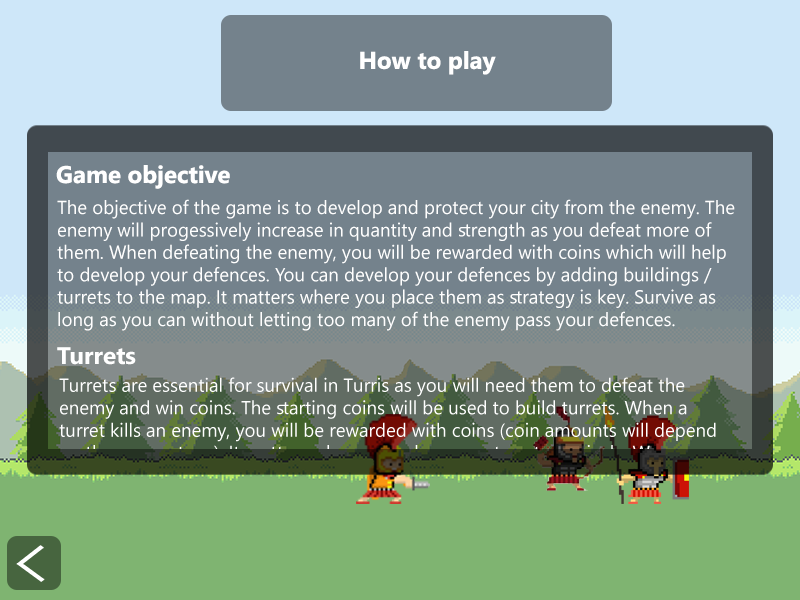 How to play
Game objective
The objective of the game is to develop and protect your city from the enemy. The
enemy will progessively increase in quantity and strength as you defeat more of
them. When defeating the enemy, you will be rewarded with coins which will help
to develop your defences. You can develop your defences by adding buildings /
turrets to the map. It matters where you place them as strategy is key. Survive as
long as you can without letting too many of the enemy pass your defences.
Turrets
Turrets are essential for survival in Turris as you will need them to defeat the
enemy and win coins. The starting coins will be used to build turrets. When a
turret kills an enemy, you will be rewarded with coins (coin amounts will depend